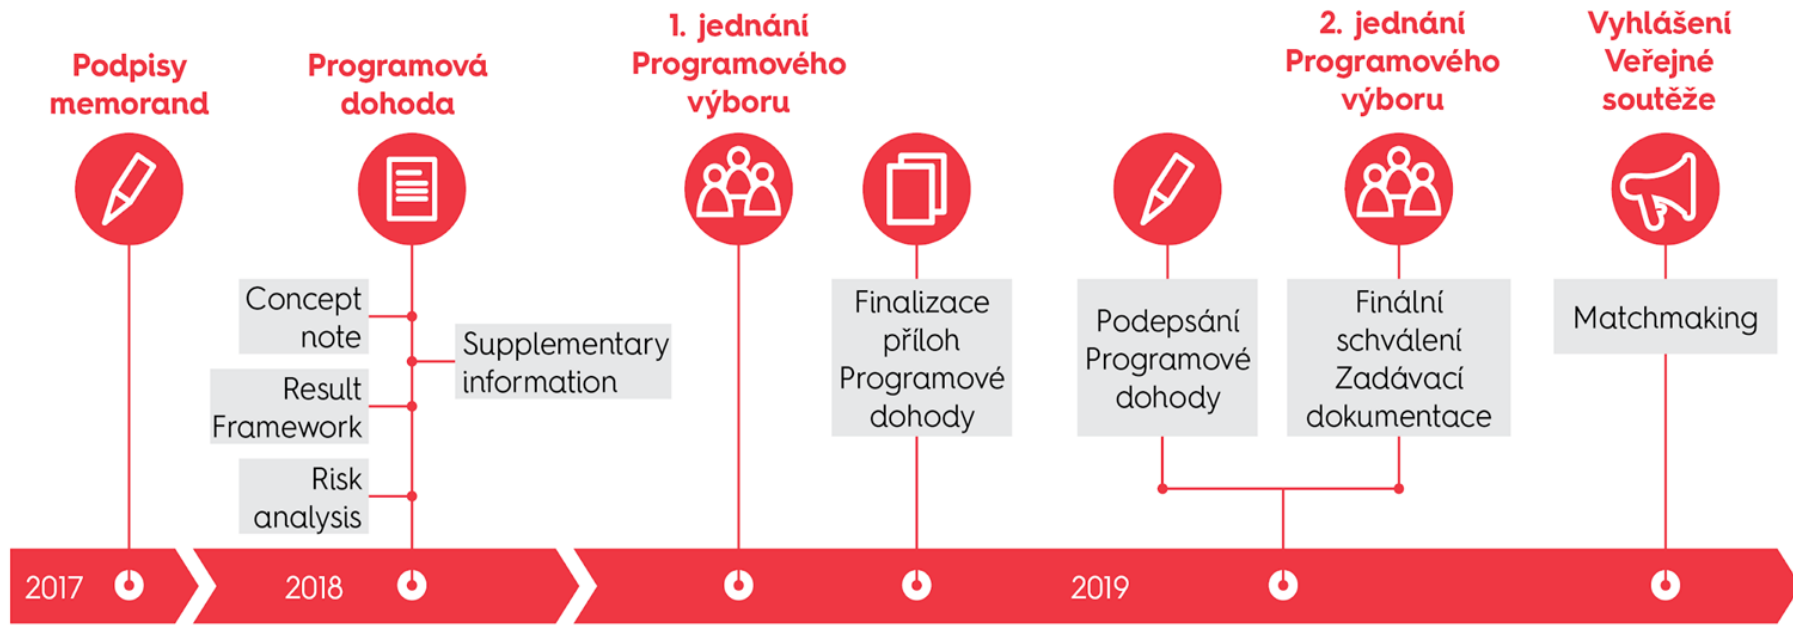 Podpisy
memorand
Programová
dohoda
1. jednání
Programového
výboru
2. jednání
Programového
výboru
Vyhlášení
Veřejné
soutěže
Concept
note
Supplementary
information
Result
Framework
Risk
analysis
Finalizace
příloh
Programové
dohody
Podepsání
Programové
dohody
Finální
schválení
Zadávací
dokumentace
Matchmaking
2017
2018
2019